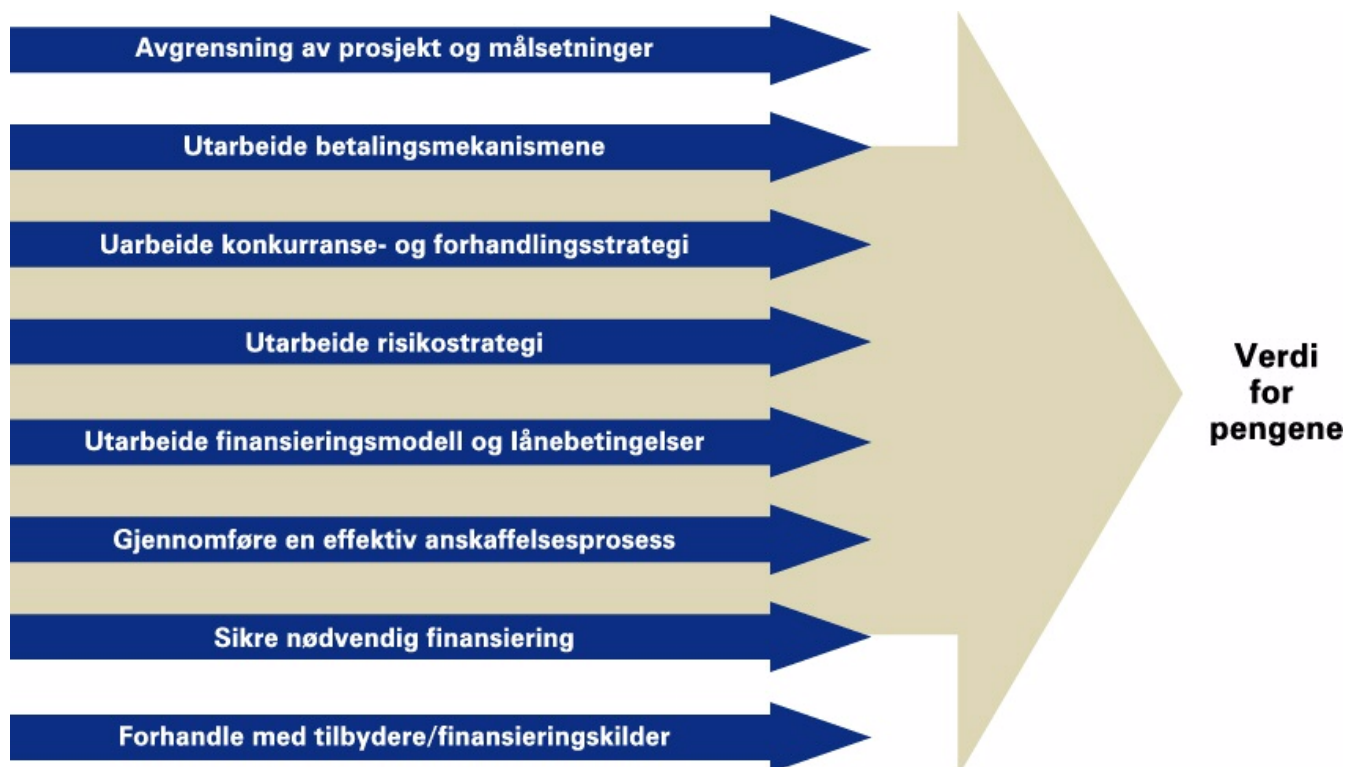 Avgrensning av prosjekt og målsetninger
Utarbeide betalingsmekanismene
Uarbeide konkurranse- og forhandlingsstrategi
Utarbeide risikostrategi
Utarbeide finansieringsmodell og lånebetingelser
Gjennomføre en effektiv anskaffelsesprosess
Sikre nødvendig finansiering
Forhandle med tilbydere/finansieringskilder
Verdi
for
pengene